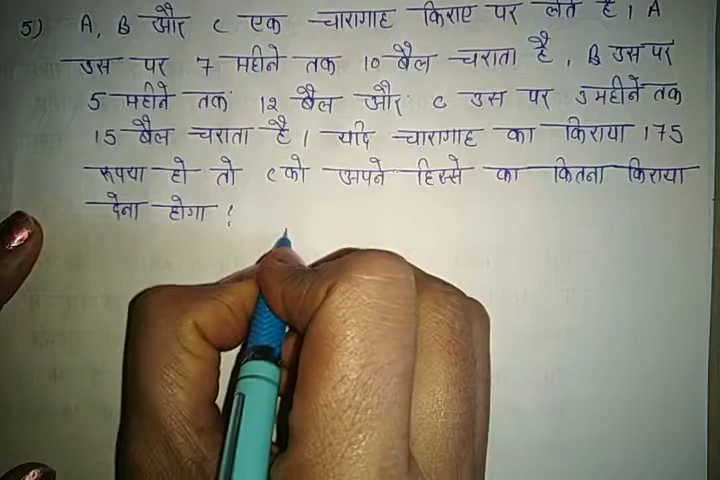 5) A, B और C एक चारागाह किराए पर लेते है। A
उस पर 7 महीने तक 10 बैल चराता है, B उस पर
5 महीने तक 12 बैल और C उस पर 3 महीने तक
15 बैल चराता है। यदि चारागाह का किराया 175
रूपया हो तो C को अपने हिस्से का कितना किराया
देना होगा?